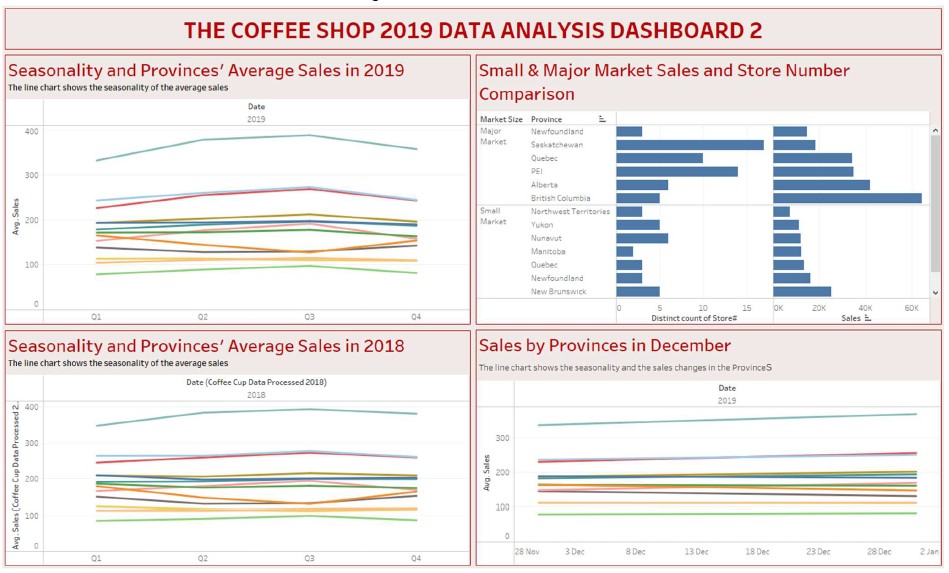 THE COFFEE SHOP 2019 DATA ANALYSIS DASHBOARD 2
Seasonality and Provinces' Average Sales in 2019
The line chart shows the seasonality of the average sales
Date
2019
400
300
200
100
0
Avg. Sales
Q1 Q2 Q3 Q4
Small & Major Market Sales and Store Number
Comparison
Market Size Province
Major Market Newfoundland
Saskatchewan
Quebec
PEI
Alberta
British Columbia
Small Market Northwest Territories
Yukon
Nunavut
Manitoba
Quebec
Newfoundland
New Brunswick
0 5 10 15 0K 20K 40K 60K
Distinct count of Store# Sales
Seasonality and Provinces' Average Sales in 2018
The line chart shows the seasonality of the average sales
Date (Coffee Cup Data Processed 2018)
2018
400
300
200
100
0
Avg. Sales (Coffee Cup Data Processed 2..
Q1 Q2 Q3 Q4
Sales by Provinces in December
The line chart shows the seasonality and the sales changes in the ProvinceS
Date
2019
300
200
100
0
Avg. Sales
28 Nov 3 Dec 8 Dec 13 Dec 18 Dec 23 Dec 28 Dec 2 Jan